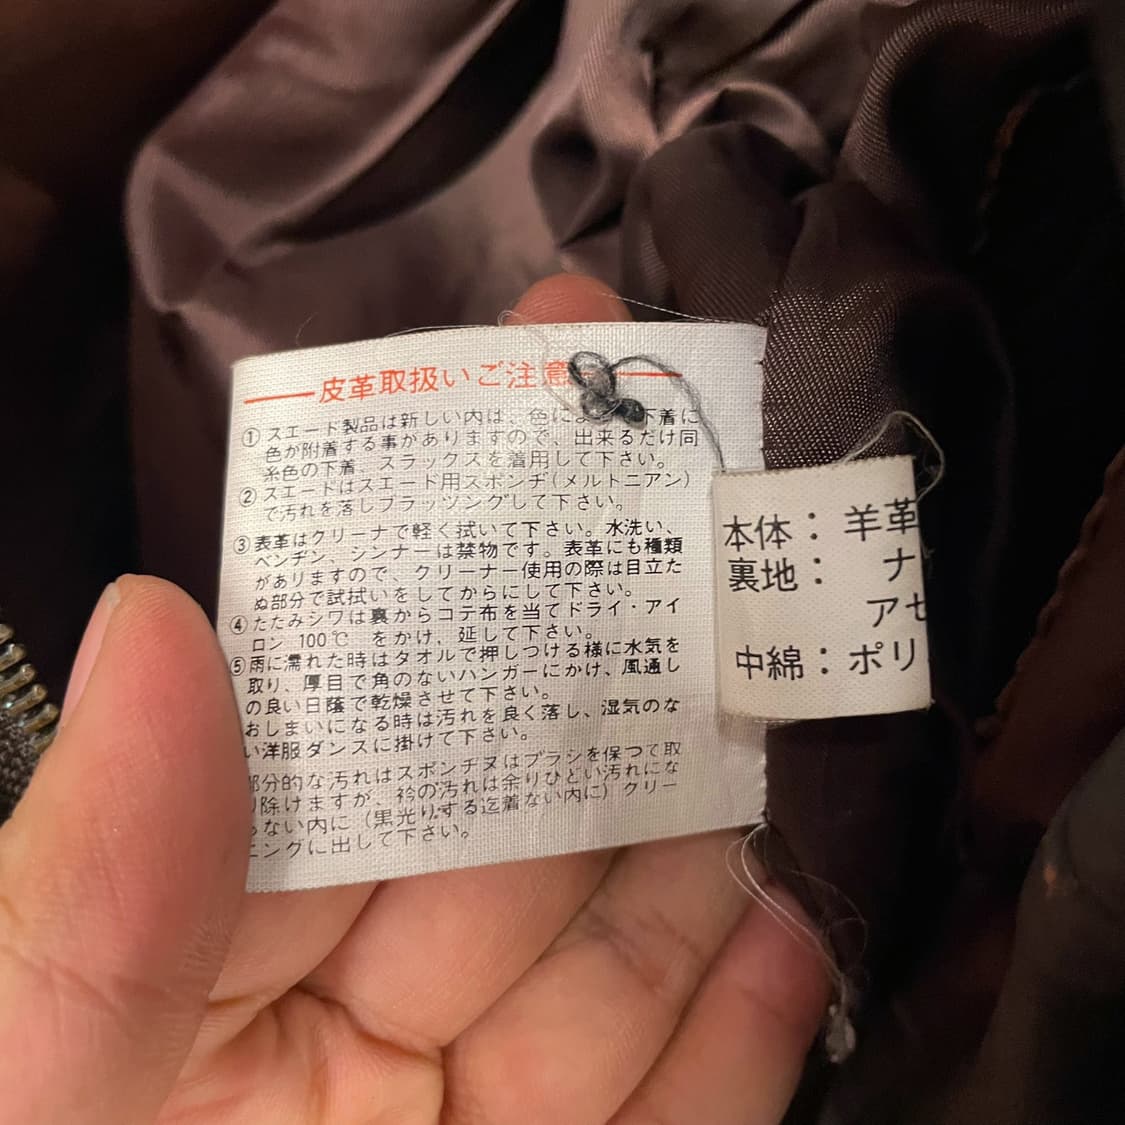 皮革取扱いご注意
① スエード製品は新しい内は、色によ 下着に
色が附着する事がありますので、出来るだけ同
糸色の下着、スラックスを着用して下さい。
② スエードはスエード用スポンヂ(メルトニアン)
で汚れを落しブラッツングして下さい。
③ 表革はクリーナで軽く拭いて下さい。水洗い、
ベンヂン、シンナーは禁物です。表革にも種類
がありますので、クリーナー使用の際は目立た
ぬ部分で試拭いをしてからにして下さい。
④ たたみシワは裏からコテ布を当てドライ・アイ
ロン 100℃ をかけ、延して下さい。
⑤ 雨に濡れた時はタオルで押しつける様に水気を
取り、厚目で角のないハンガーにかけ、風通し
の良い日蔭で乾燥させて下さい。
おしまいになる時は汚れを良く落し、湿気のな
い洋服ダンスに掛けて下さい。
部分的な汚れはスポンチヌはブラシを保つて取
り除けますが、衿の汚れは余りひどい汚れにな
らない内に(黒光りする迄着ない内に)クリー
ニングに出して下さい。
本体：羊革
裏地：ナ
アセ
中綿：ポリ